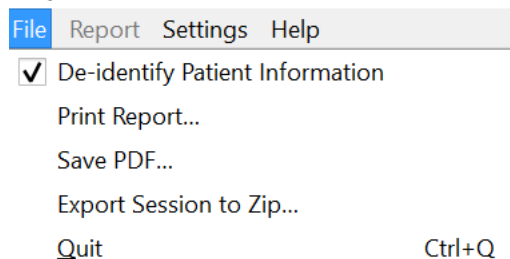 File Report Settings Help
De-identify Patient Information
Print Report...
Save PDF...
Export Session to Zip...
Quit Ctrl+Q